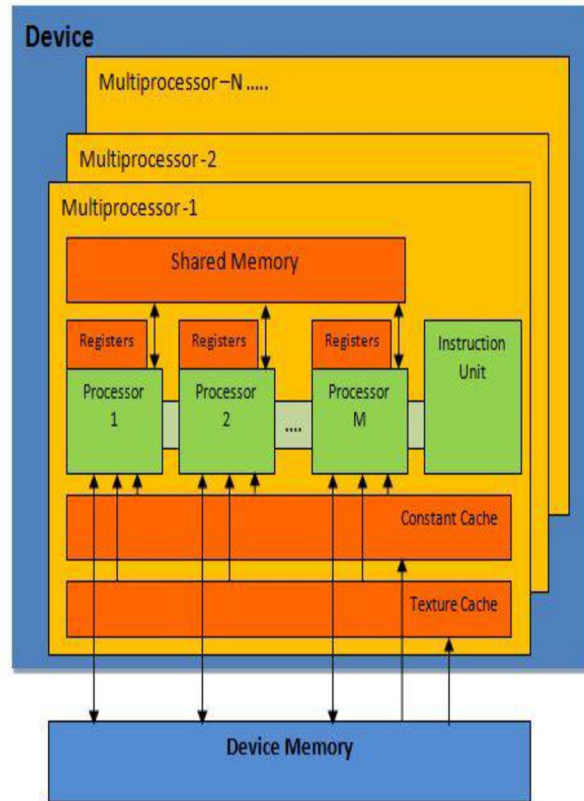 Device
Multiprocessor –N .....
Multiprocessor -2
Multiprocessor -1
Shared Memory
Registers
Registers
Registers
Instruction
Unit
Processor
1
Processor
2
....
Processor
M
Constant Cache
Texture Cache
Device Memory